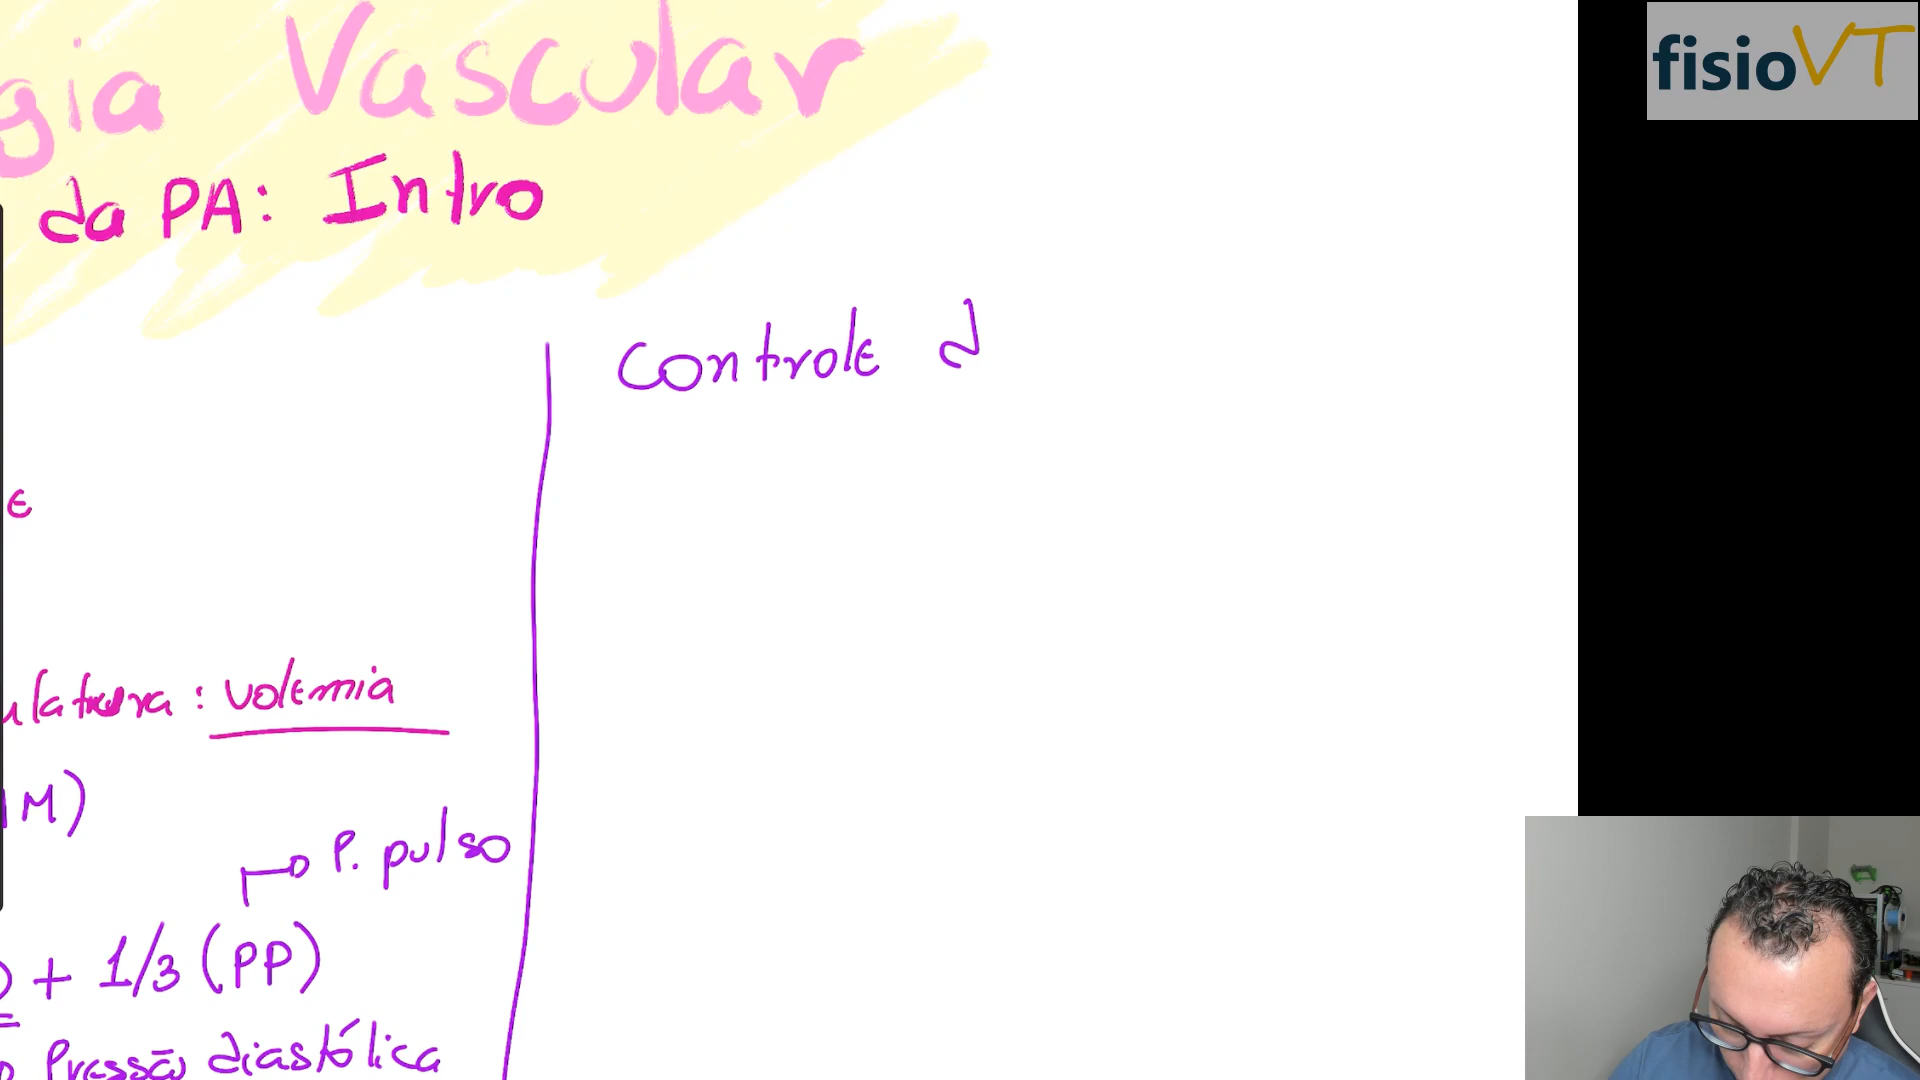 fisioVT
gia Vascular
da PA: Intro
Controle d
e
ulatura: volemia
M)
P. pulso
+ 1/3 (PP)
Pressão diastólica